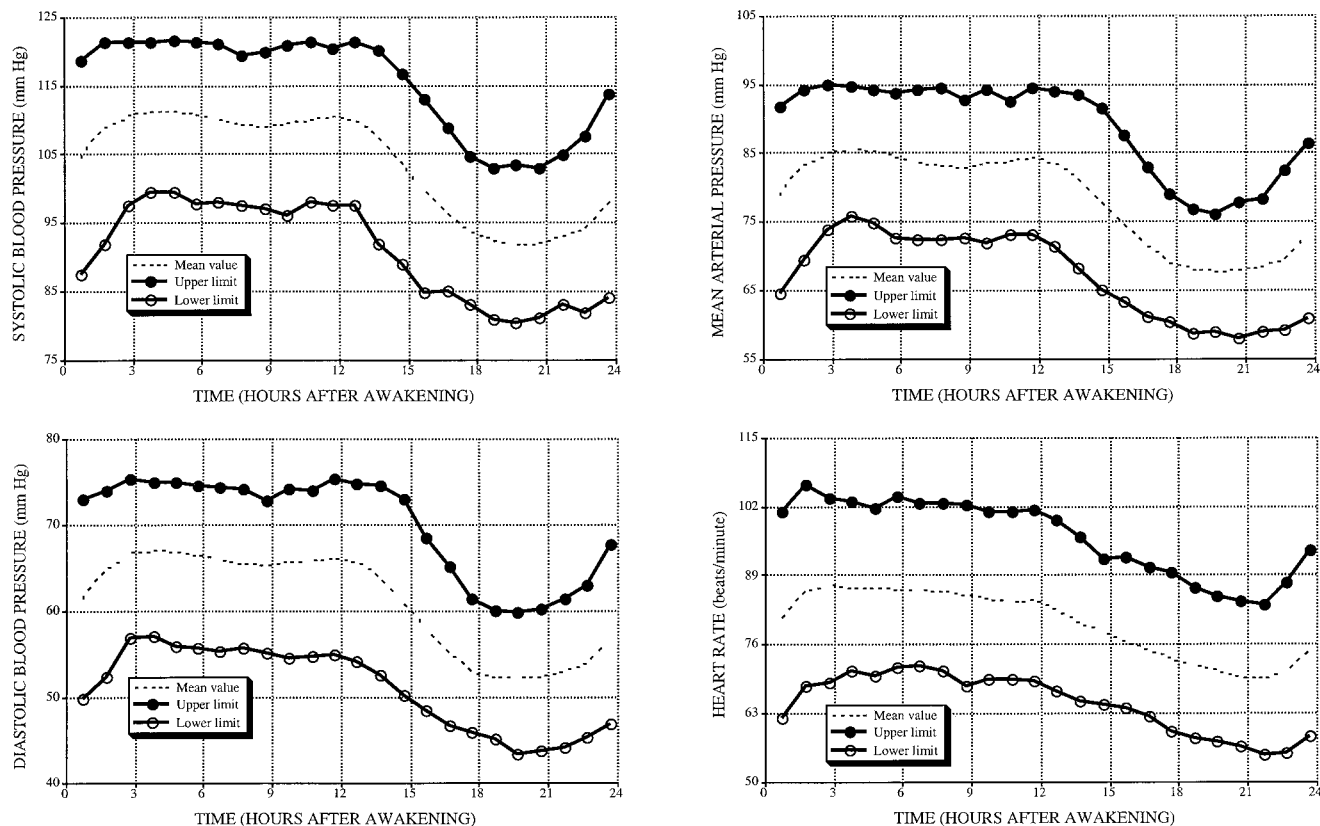 SYSTOLIC BLOOD PRESSURE (mm Hg)
125
115
105
95
85
75
Mean value
Upper limit
Lower limit
0 3 6 9 12 15 18 21 24
TIME (HOURS AFTER AWAKENING)
MEAN ARTERIAL PRESSURE (mm Hg)
105
95
85
75
65
55
Mean value
Upper limit
Lower limit
0 3 6 9 12 15 18 21 24
TIME (HOURS AFTER AWAKENING)
DIASTOLIC BLOOD PRESSURE (mm Hg)
80
70
60
50
40
Mean value
Upper limit
Lower limit
0 3 6 9 12 15 18 21 24
TIME (HOURS AFTER AWAKENING)
HEART RATE (beats/minute)
115
102
89
76
63
50
Mean value
Upper limit
Lower limit
0 3 6 9 12 15 18 21 24
TIME (HOURS AFTER AWAKENING)